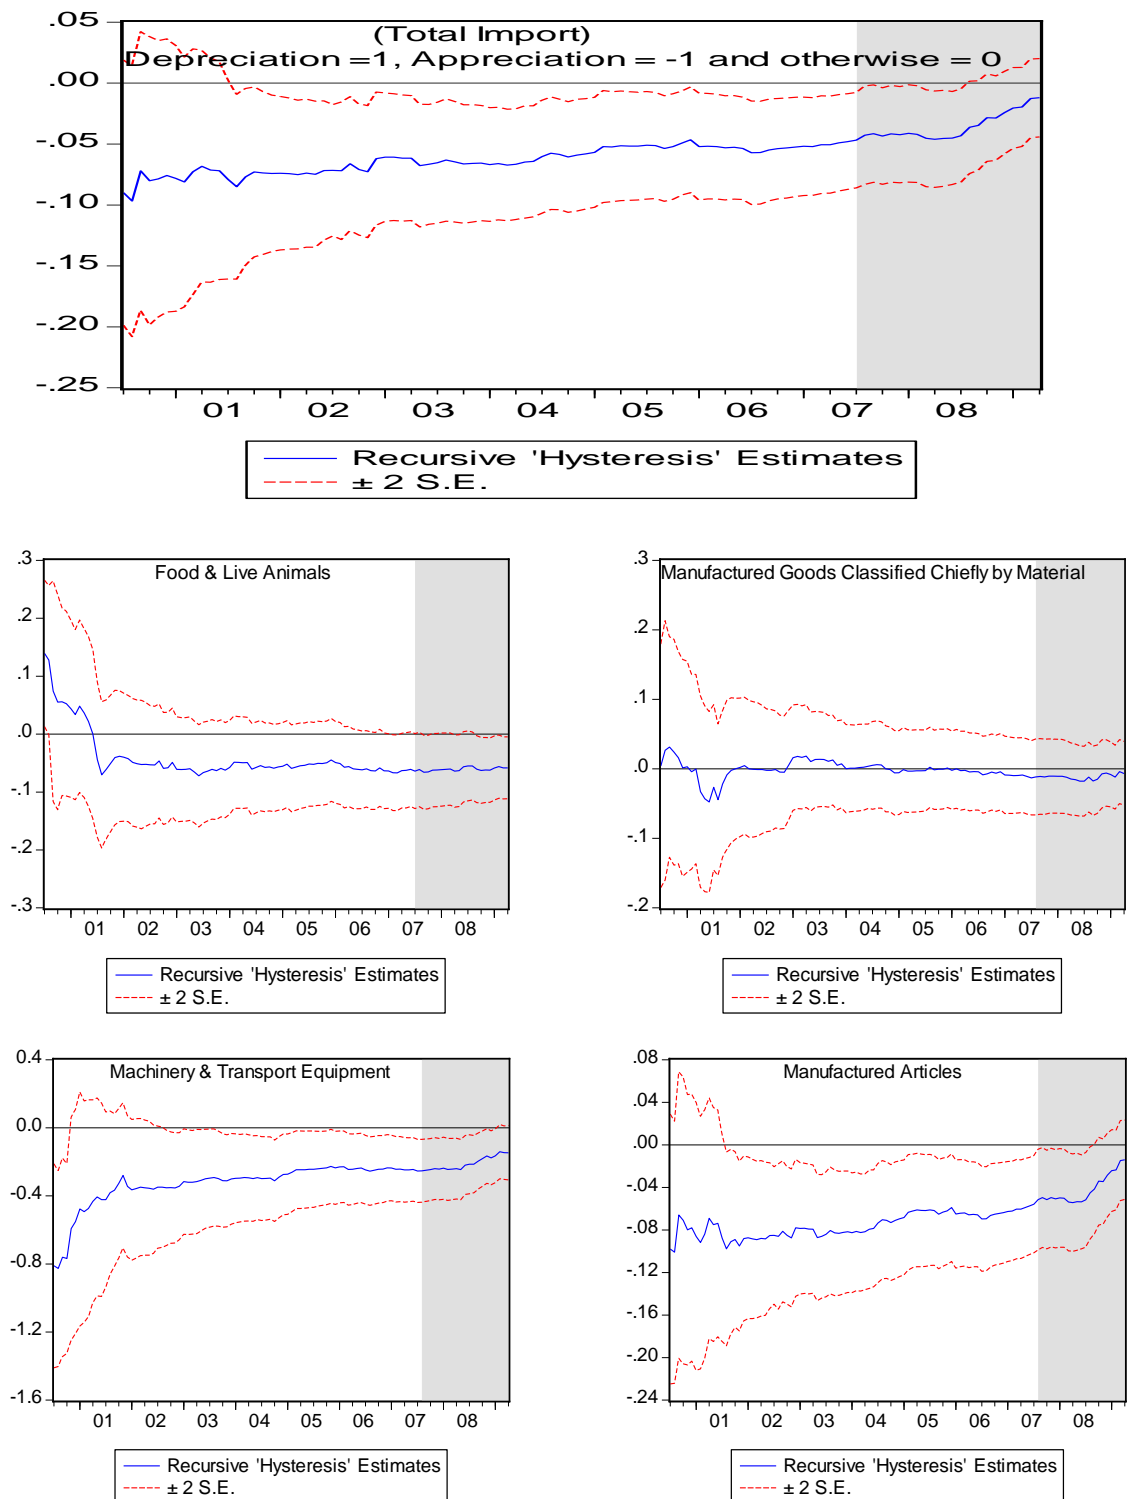 (Total Import)
Depreciation =1, Appreciation = -1 and otherwise = 0
.05
.00
-.05
-.10
-.15
-.20
-.25
01 02 03 04 05 06 07 08
Recursive 'Hysteresis' Estimates
± 2 S.E.
Food & Live Animals
.3
.2
.1
.0
-.1
-.2
-.3
01 02 03 04 05 06 07 08
Recursive 'Hysteresis' Estimates
± 2 S.E.
Manufactured Goods Classified Chiefly by Material
.3
.2
.1
.0
-.1
-.2
01 02 03 04 05 06 07 08
Recursive 'Hysteresis' Estimates
± 2 S.E.
Machinery & Transport Equipment
0.4
0.0
-0.4
-0.8
-1.2
-1.6
01 02 03 04 05 06 07 08
Recursive 'Hysteresis' Estimates
± 2 S.E.
Manufactured Articles
.08
.04
.00
-.04
-.08
-.12
-.16
-.20
-.24
01 02 03 04 05 06 07 08
Recursive 'Hysteresis' Estimates
± 2 S.E.